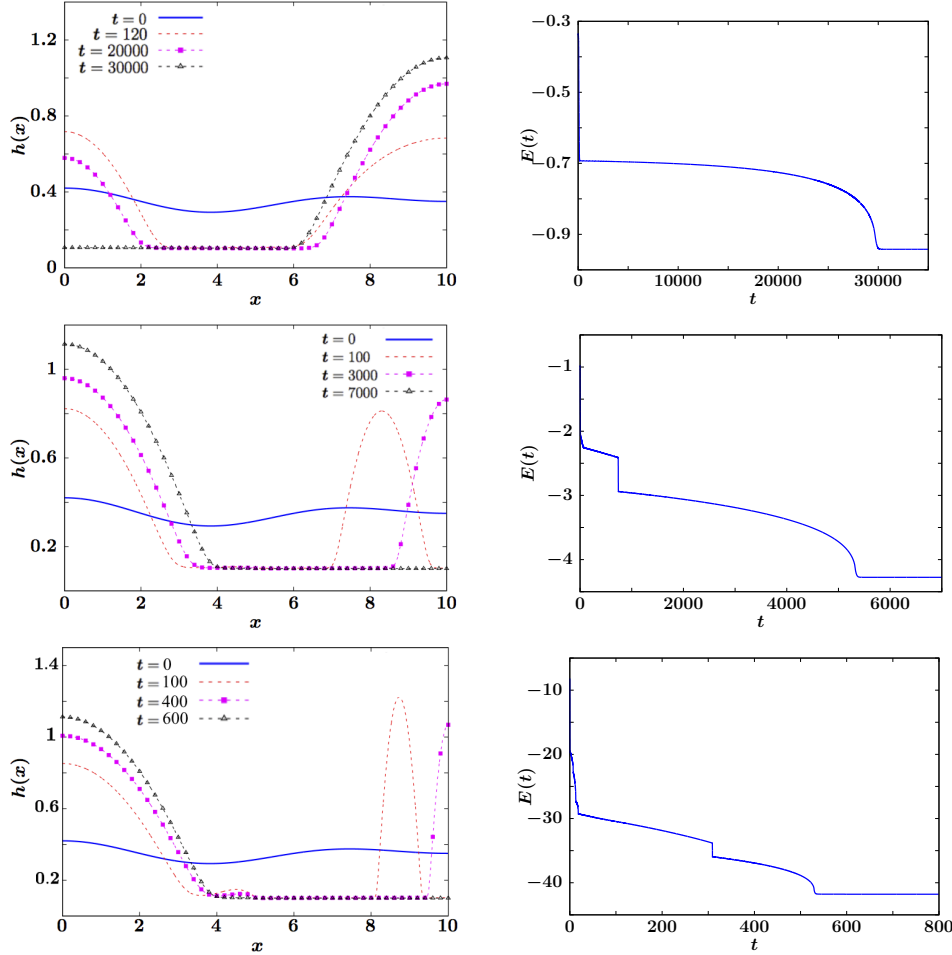 t = 0
t = 120
t = 20000
t = 30000
1.2
0.8
0.4
0
h(x)
0 2 4 6 8 10
x
−0.3
−0.5
−0.7
−0.9
E(t)
0 10000 20000 30000
t
t = 0
t = 100
t = 3000
t = 7000
1
0.6
0.2
h(x)
0 2 4 6 8 10
x
−1
−2
−3
−4
E(t)
0 2000 4000 6000
t
t = 0
t = 100
t = 400
t = 600
1.4
1
0.6
0.2
h(x)
0 2 4 6 8 10
x
−10
−20
−30
−40
E(t)
0 200 400 600 800
t